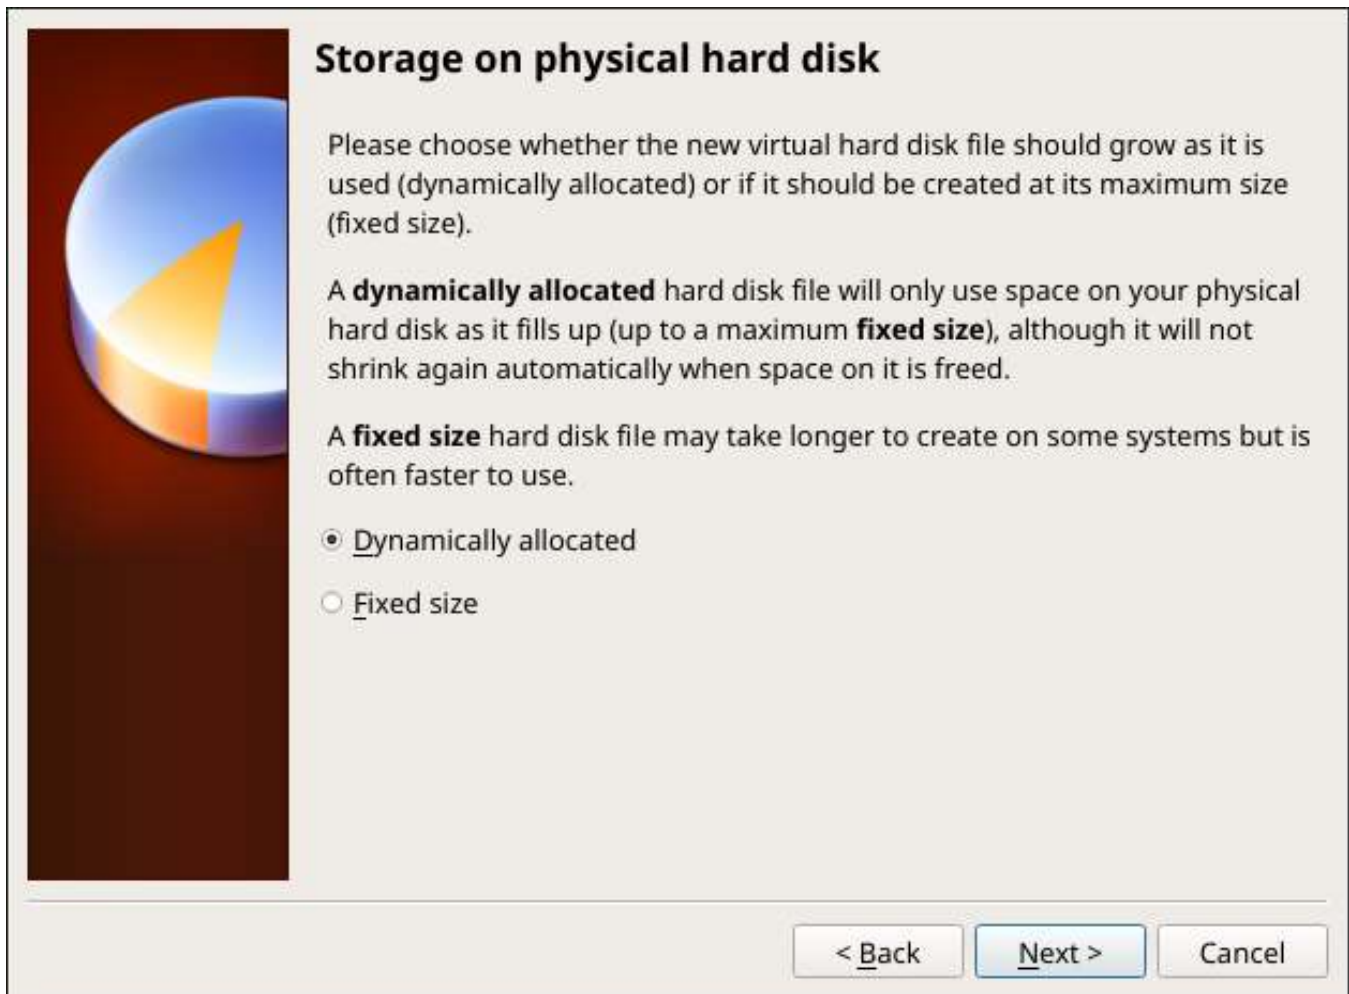 Storage on physical hard disk
Please choose whether the new virtual hard disk file should grow as it is
used (dynamically allocated) or if it should be created at its maximum size
(fixed size).
A dynamically allocated hard disk file will only use space on your physical
hard disk as it fills up (up to a maximum fixed size), although it will not
shrink again automatically when space on it is freed.
A fixed size hard disk file may take longer to create on some systems but is
often faster to use.
Dynamically allocated
Fixed size
< Back Next > Cancel